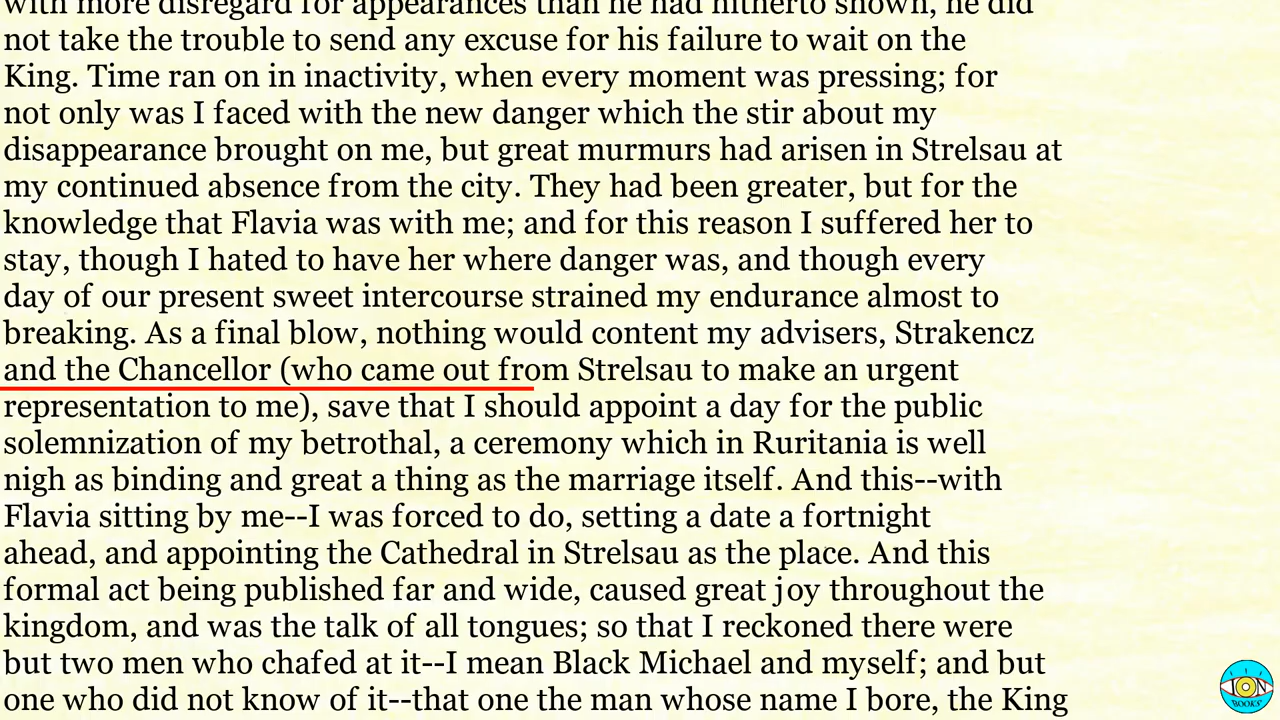 with more disregard for appearances than he had hitherto shown, he did
not take the trouble to send any excuse for his failure to wait on the
King. Time ran on in inactivity, when every moment was pressing; for
not only was I faced with the new danger which the stir about my
disappearance brought on me, but great murmurs had arisen in Strelsau at
my continued absence from the city. They had been greater, but for the
knowledge that Flavia was with me; and for this reason I suffered her to
stay, though I hated to have her where danger was, and though every
day of our present sweet intercourse strained my endurance almost to
breaking. As a final blow, nothing would content my advisers, Strakencz
and the Chancellor (who came out from Strelsau to make an urgent
representation to me), save that I should appoint a day for the public
solemnization of my betrothal, a ceremony which in Ruritania is well
nigh as binding and great a thing as the marriage itself. And this--with
Flavia sitting by me--I was forced to do, setting a date a fortnight
ahead, and appointing the Cathedral in Strelsau as the place. And this
formal act being published far and wide, caused great joy throughout the
kingdom, and was the talk of all tongues; so that I reckoned there were
but two men who chafed at it--I mean Black Michael and myself; and but
one who did not know of it--that one the man whose name I bore, the King
ION
BOOKS